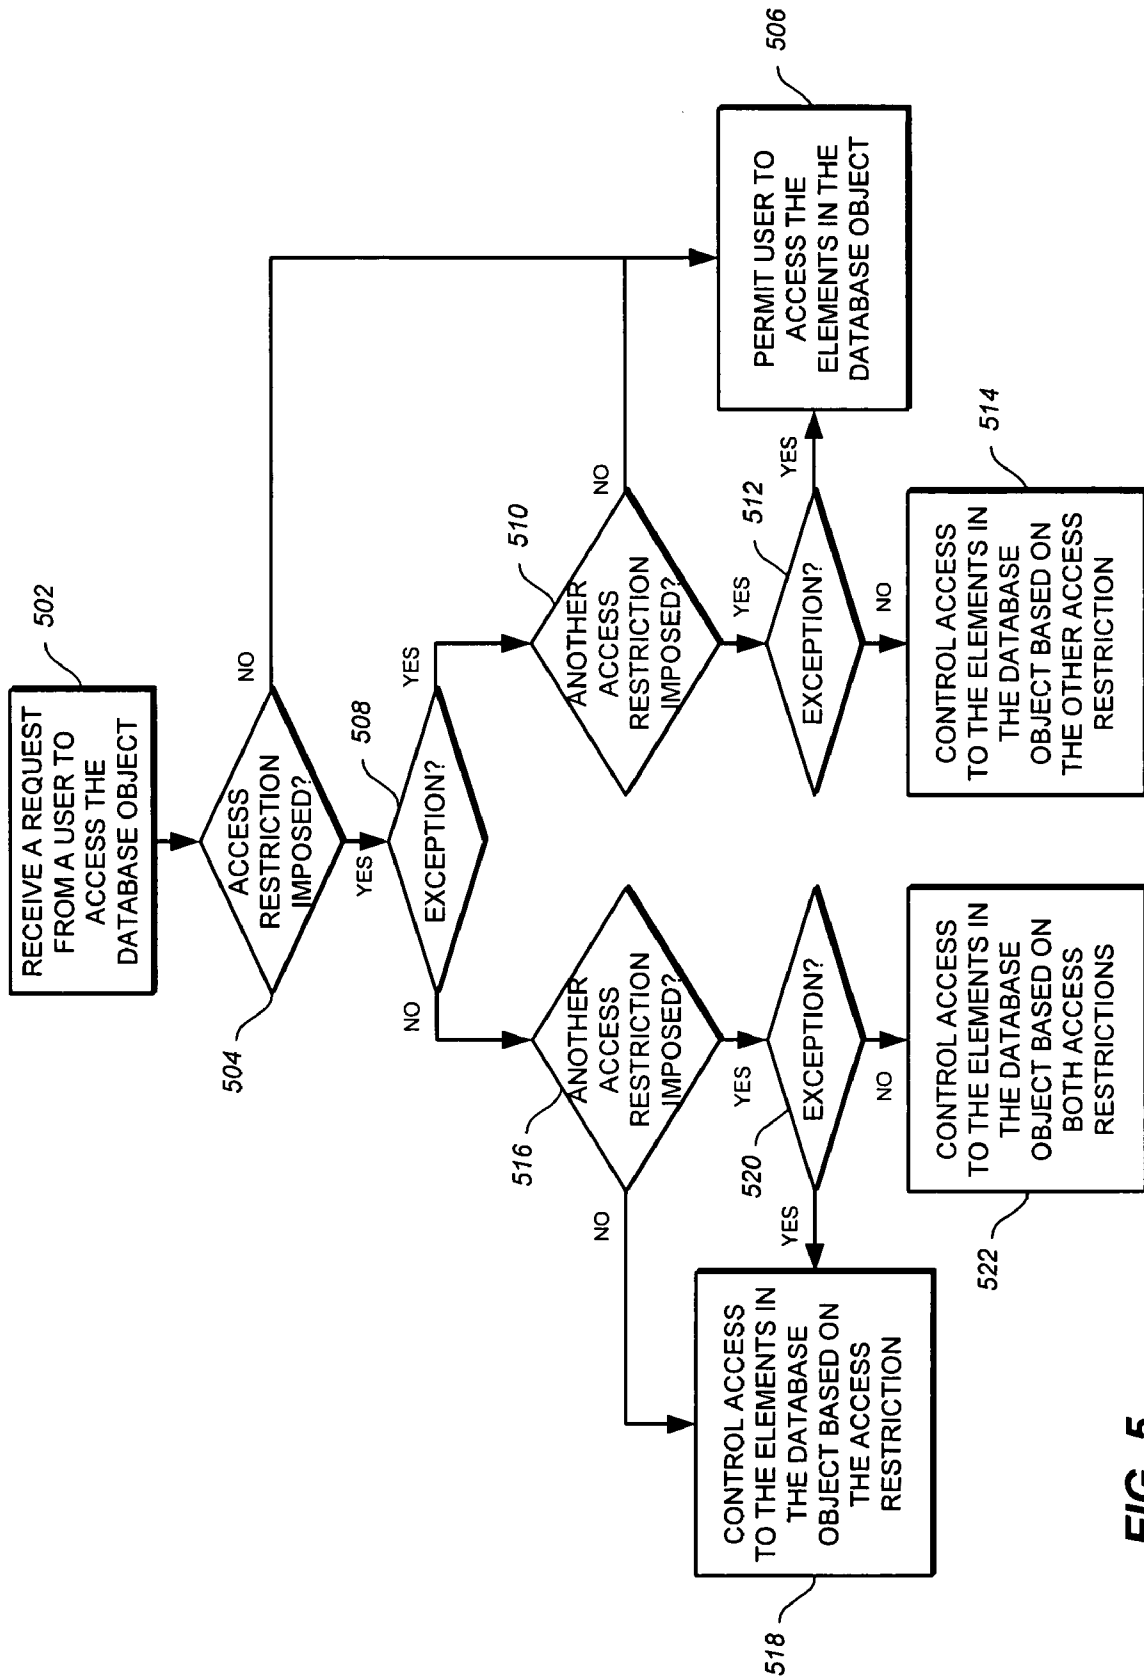 RECEIVE A REQUEST
FROM A USER TO
ACCESS THE
DATABASE OBJECT
502
ACCESS
RESTRICTION
IMPOSED?
504
NO
YES
EXCEPTION?
508
NO
YES
ANOTHER
ACCESS
RESTRICTION
IMPOSED?
516
NO
YES
ANOTHER
ACCESS
RESTRICTION
IMPOSED?
510
NO
YES
CONTROL ACCESS
TO THE ELEMENTS IN
THE DATABASE
OBJECT BASED ON
THE ACCESS
RESTRICTION
518
EXCEPTION?
520
YES
NO
EXCEPTION?
512
YES
NO
PERMIT USER TO
ACCESS THE
ELEMENTS IN THE
DATABASE OBJECT
506
CONTROL ACCESS
TO THE ELEMENTS IN
THE DATABASE
OBJECT BASED ON
BOTH ACCESS
RESTRICTIONS
522
CONTROL ACCESS
TO THE ELEMENTS IN
THE DATABASE
OBJECT BASED ON
THE OTHER ACCESS
RESTRICTION
514
FIG. 5